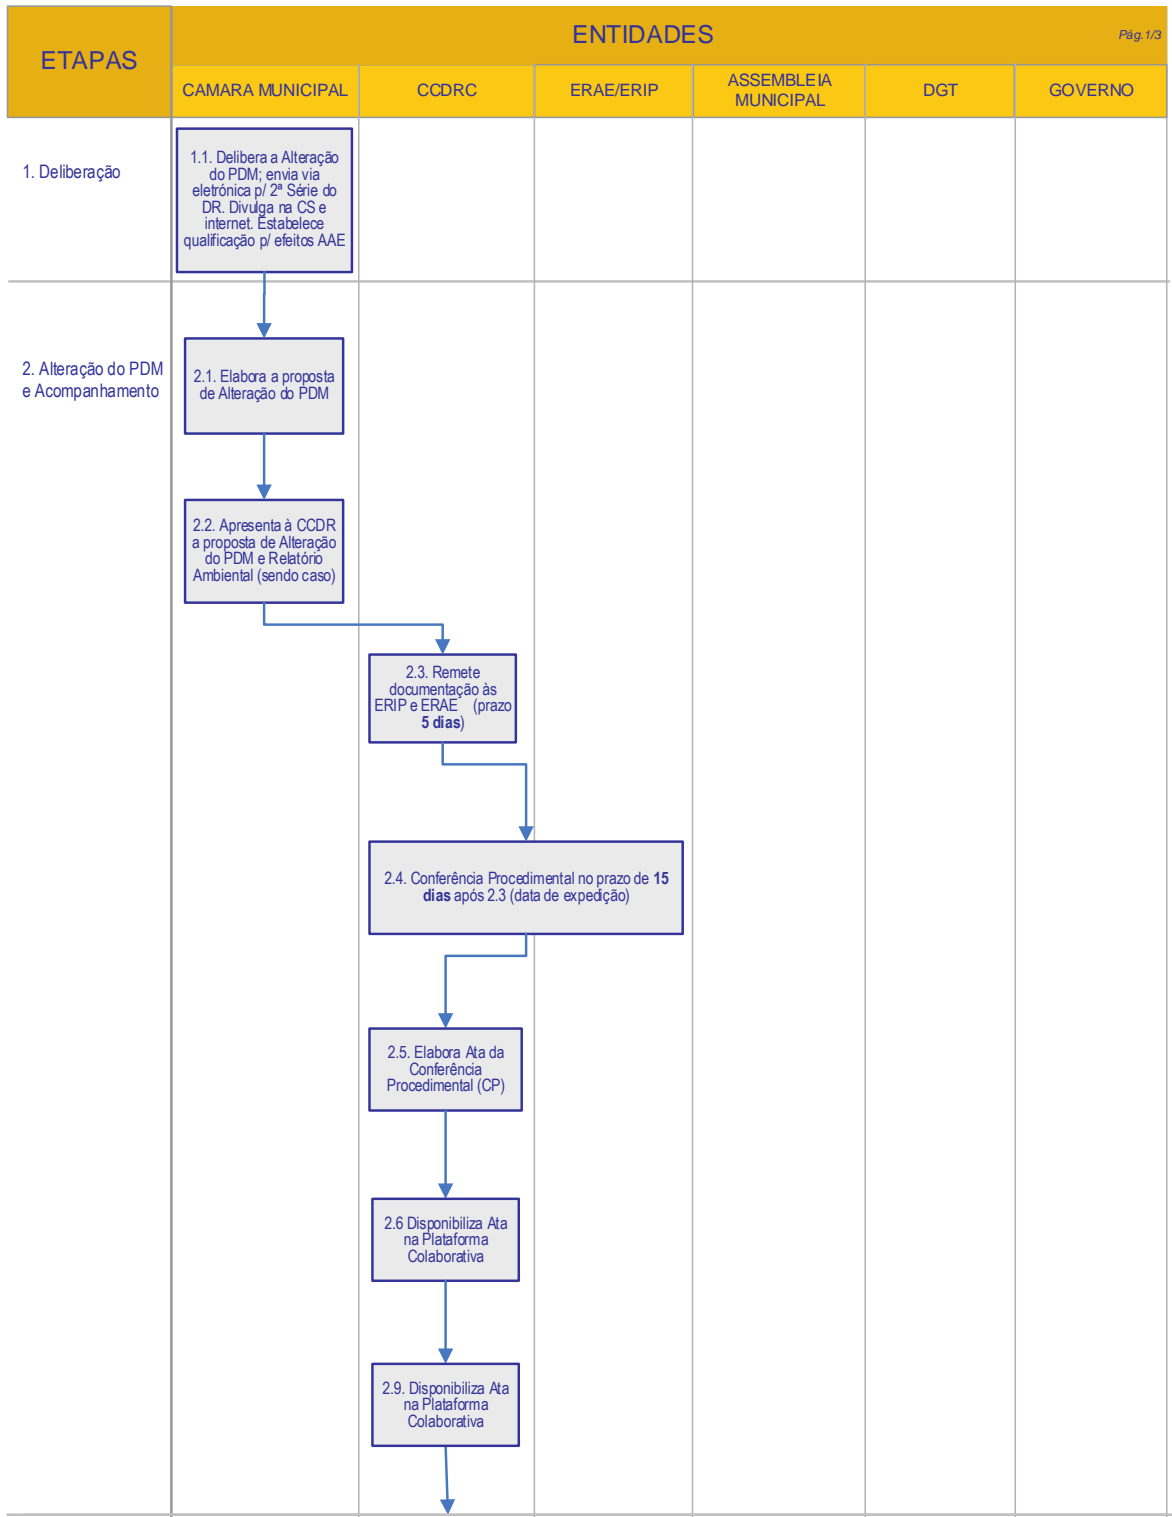 ETAPAS
ENTIDADES
Pág.1/3
CAMARA MUNICIPAL
CCDRC
ERAE/ERIP
ASSEMBLEIA
MUNICIPAL
DGT
GOVERNO
1. Deliberação
1.1. Delibera a Alteração
do PDM; envia via
eletrónica p/ 2ª Série do
DR. Divulga na CS e
internet. Estabelece
qualificação p/ efeitos AAE
2. Alteração do PDM
e Acompanhamento
2.1. Elabora a proposta
de Alteração do PDM
2.2. Apresenta à CCDR
a proposta de Alteração
do PDM e Relatório
Ambiental (sendo caso)
2.3. Remete
documentação às
ERIP e ERAE (prazo
5 dias)
2.4. Conferência Procedimental no prazo de 15
dias após 2.3 (data de expedição)
2.5. Elabora Ata da
Conferência
Procedimental (CP)
2.6 Disponibiliza Ata
na Plataforma
Colaborativa
2.9. Disponibiliza Ata
na Plataforma
Colaborativa